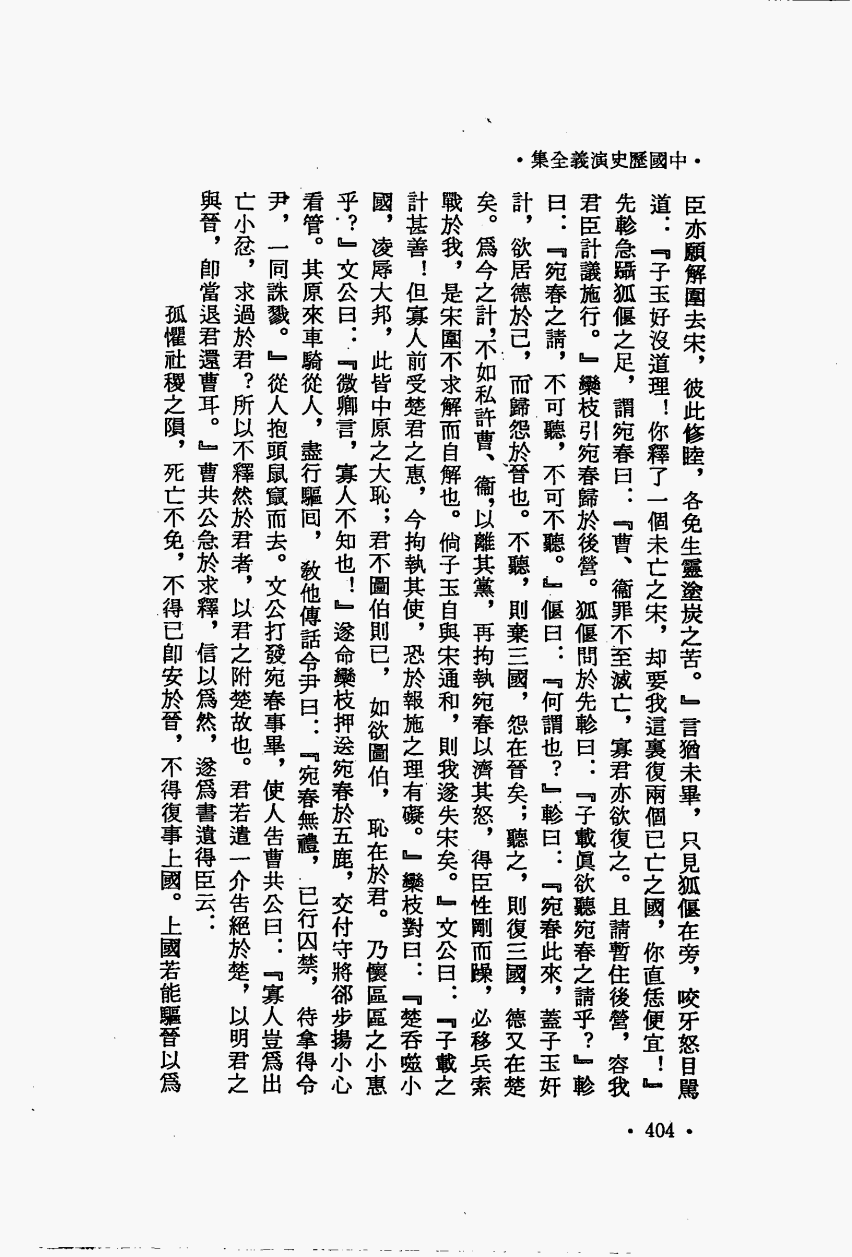 •中國歷史演義全集•
臣亦願解圍去宋，彼此修睦，各免生靈塗炭之苦。』言猶未畢，只見狐偃在旁，咬牙怒目罵
道：『子玉好沒道理！你釋了一個未亡之宋，却要我這裏復兩個已亡之國，你直恁便宜！』
先軫急躡狐偃之足，謂宛春曰：『曹、衞罪不至滅亡，寡君亦欲復之。且請暫住後營，容我
君臣計議施行。』欒枝引宛春歸於後營。狐偃問於先軫曰：『子載眞欲聽宛春之請乎？』軫
曰：『宛春之請，不可聽，不可不聽。』偃曰：『何謂也？』軫曰：『宛春此來，蓋子玉奸
計，欲居德於己，而歸怨於晉也。不聽，則棄三國，怨在晉矣；聽之，則復三國，德又在楚
矣。爲今之計，不如私許曹、衞，以離其黨，再拘執宛春以濟其怒，得臣性剛而躁，必移兵索
戰於我，是宋圍不求解而自解也。倘子玉自與宋通和，則我遂失宋矣。』文公曰：『子載之
計甚善！但寡人前受楚君之惠，今拘執其使，恐於報施之理有礙。』欒枝對曰：『楚吞噬小
國，凌辱大邦，此皆中原之大恥；君不圖伯則已，如欲圖伯，恥在於君。乃懷區區之小惠
乎？』文公曰：『微卿言，寡人不知也！』遂命欒枝押送宛春於五鹿，交付守將郤步揚小心
看管。其原來車騎從人，盡行驅回，敎他傳話令尹曰：『宛春無禮，已行囚禁，待拿得令
尹，一同誅戮。』從人抱頭鼠竄而去。文公打發宛春事畢，使人吿曹共公曰：『寡人豈爲出
亡小忿，求過於君？所以不釋然於君者，以君之附楚故也。君若遣一介吿絕於楚，以明君之
與晉，卽當退君還曹耳。』曹共公急於求釋，信以爲然，遂爲書遺得臣云：
孤懼社稷之隕，死亡不免，不得已卽安於晉，不得復事上國。上國若能驅晉以爲
•404•